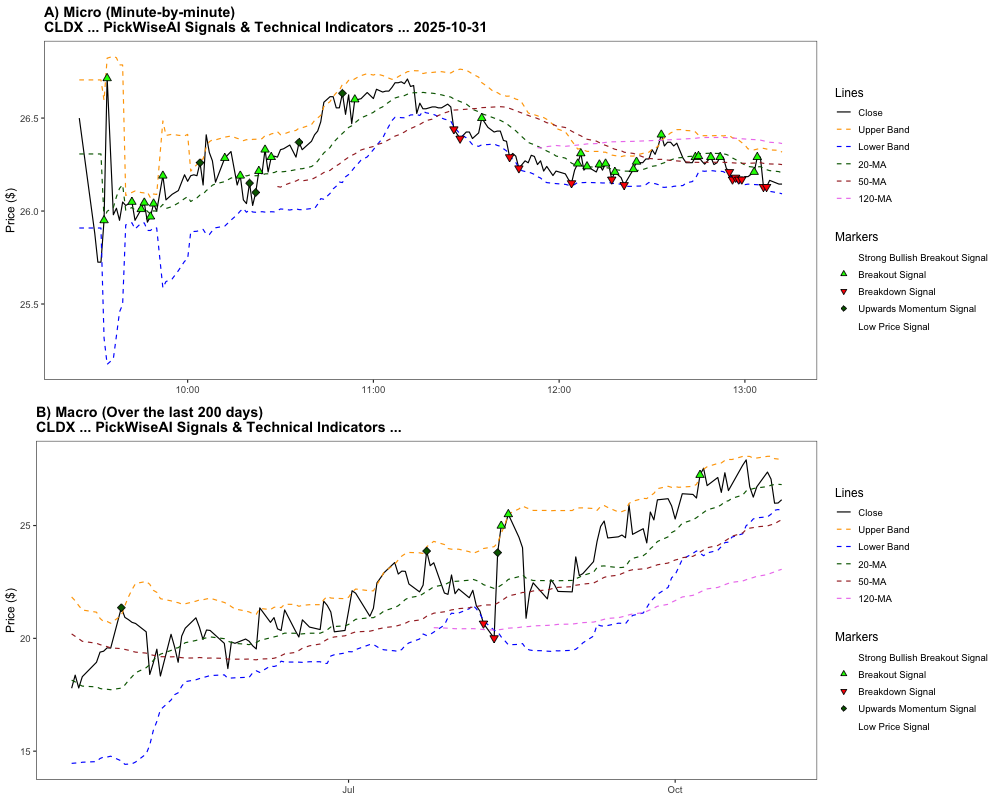 A) Micro (Minute-by-minute)
CLDX ... PickWiseAI Signals & Technical Indicators ... 2025-10-31
Price ($)
26.5
26.0
25.5
10:00
11:00
12:00
13:00
Lines
Close
Upper Band
Lower Band
20-MA
50-MA
120-MA
Markers
Strong Bullish Breakout Signal
Breakout Signal
Breakdown Signal
Upwards Momentum Signal
Low Price Signal
B) Macro (Over the last 200 days)
CLDX ... PickWiseAI Signals & Technical Indicators ...
Price ($)
25
20
15
Jul
Oct
Lines
Close
Upper Band
Lower Band
20-MA
50-MA
120-MA
Markers
Strong Bullish Breakout Signal
Breakout Signal
Breakdown Signal
Upwards Momentum Signal
Low Price Signal